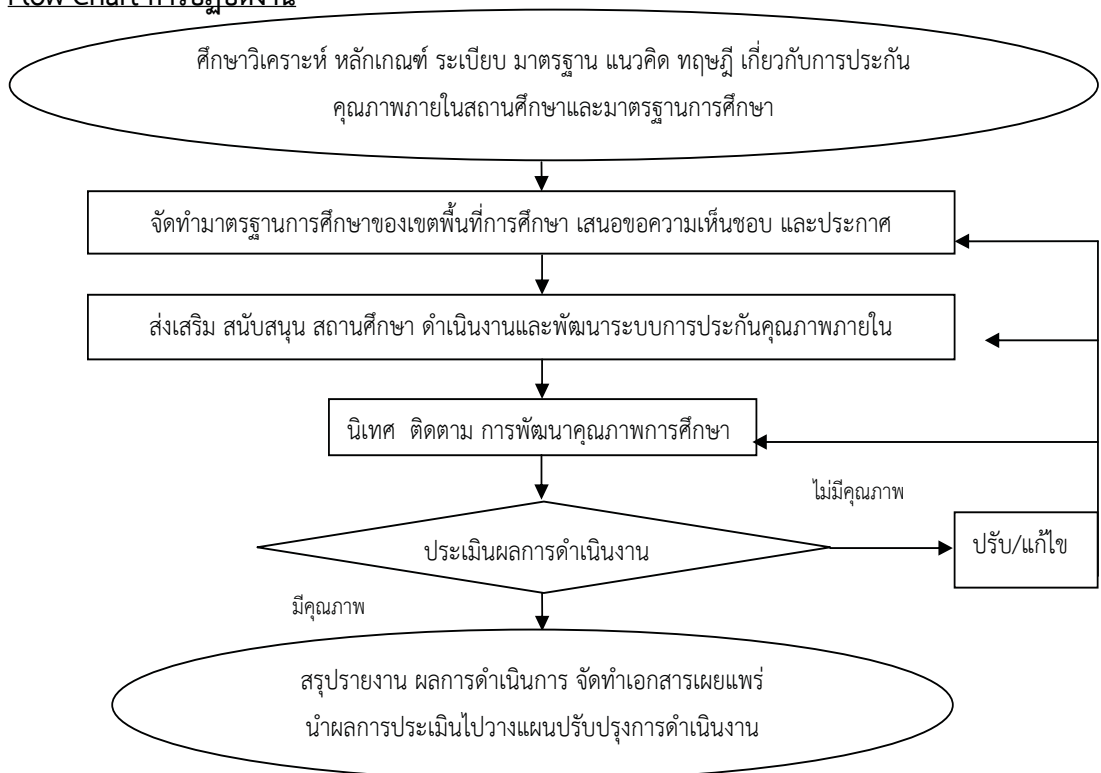 Flow Chart การปฏิบัติงาน
ศึกษาวิเคราะห์ หลักเกณฑ์ ระเบียบ มาตรฐาน แนวคิด ทฤษฎี เกี่ยวกับการประกัน
คุณภาพภายในสถานศึกษาและมาตรฐานการศึกษา
จัดทำมาตรฐานการศึกษาของเขตพื้นที่การศึกษา เสนอขอความเห็นชอบ และประกาศ
ส่งเสริม สนับสนุน สถานศึกษา ดำเนินงานและพัฒนาระบบการประกันคุณภาพภายใน
นิเทศ ติดตาม การพัฒนาคุณภาพการศึกษา
ไม่มีคุณภาพ
ประเมินผลการดำเนินงาน
ปรับ/แก้ไข
มีคุณภาพ
สรุปรายงาน ผลการดำเนินการ จัดทำเอกสารเผยแพร่
นำผลการประเมินไปวางแผนปรับปรุงการดำเนินงาน